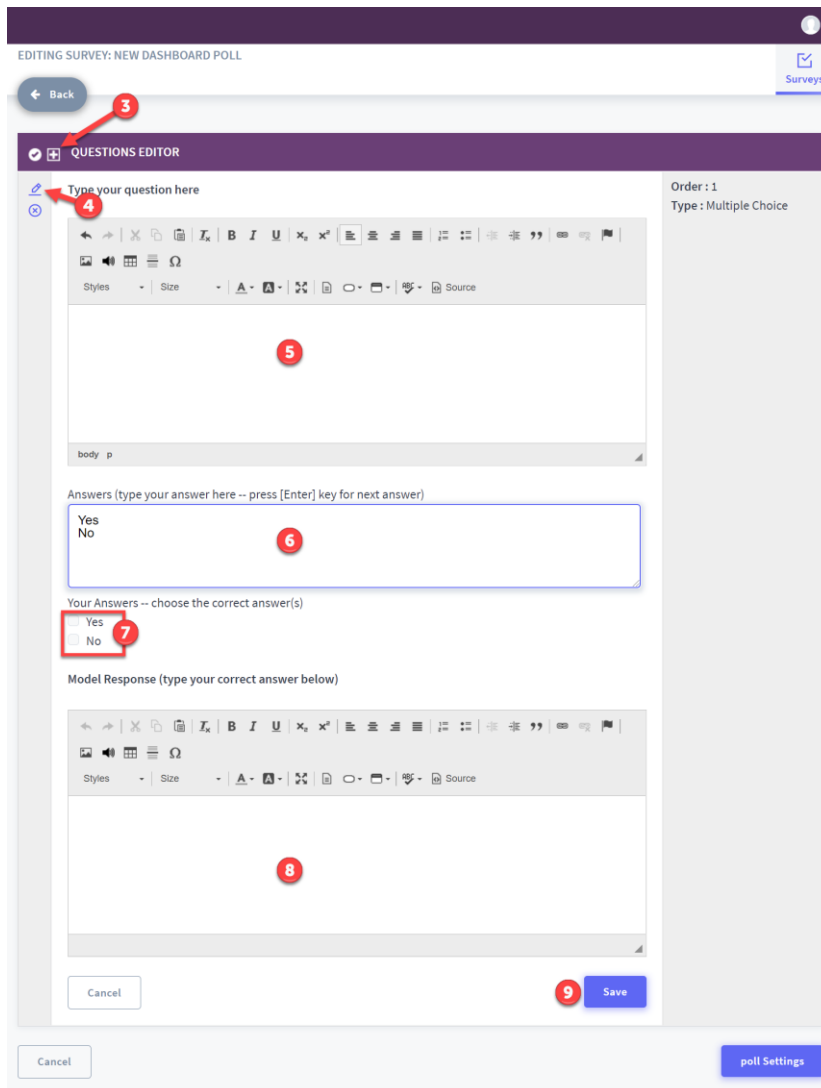 EDITING SURVEY: NEW DASHBOARD POLL
Surveys
Back
3
QUESTIONS EDITOR
4
Type your question here
Order : 1
Type : Multiple Choice
Styles Size Source
5
body p
Answers (type your answer here -- press [Enter] key for next answer)
Yes
No
6
Your Answers -- choose the correct answer(s)
Yes
No
7
Model Response (type your correct answer below)
Styles Size Source
8
Cancel
9
Save
Cancel
poll Settings